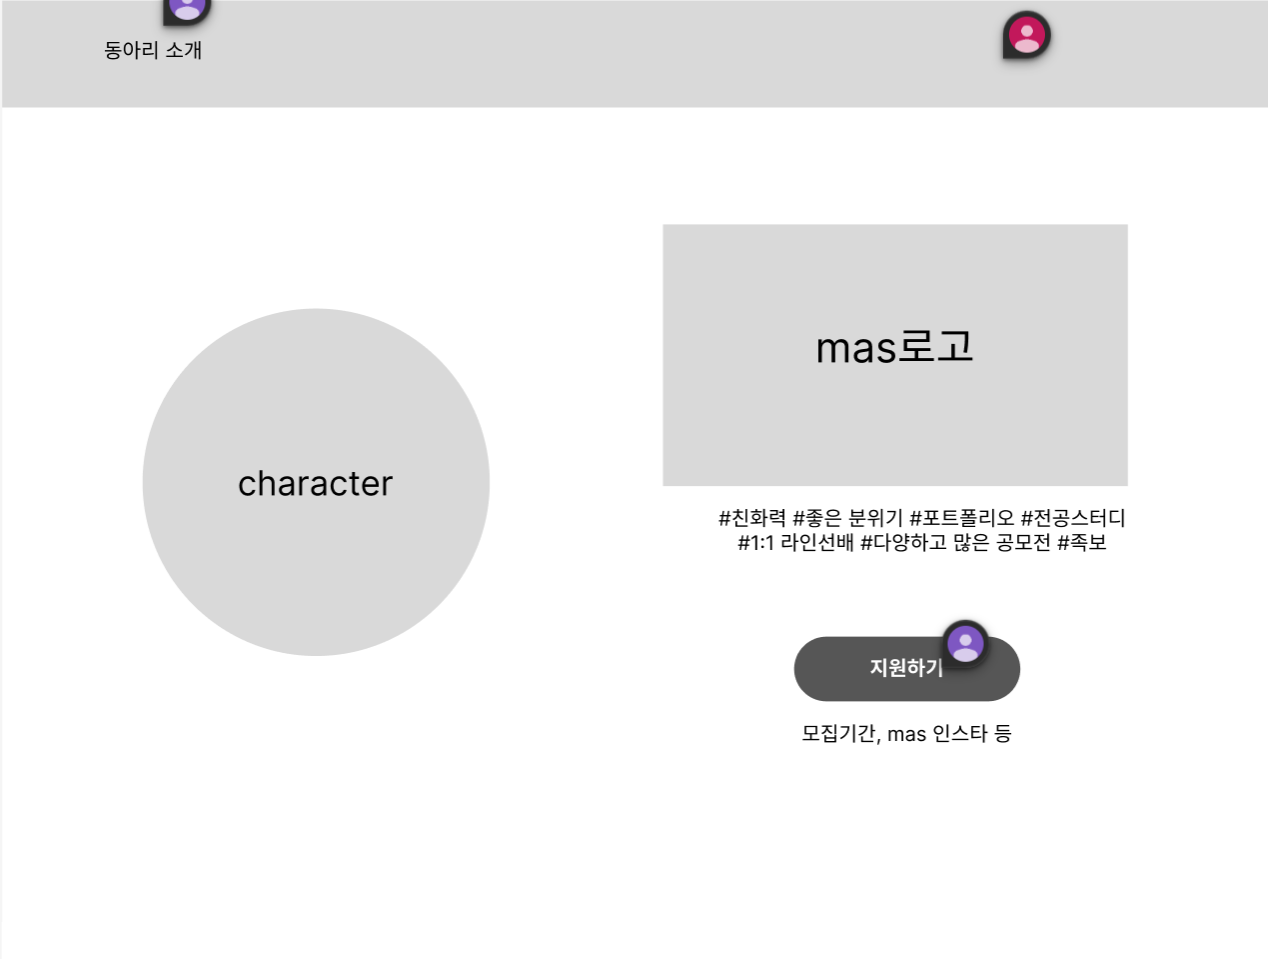 동아리 소개
character
mas로고
#친화력 #좋은 분위기 #포트폴리오 #전공스터디
#1:1 라인선배 #다양하고 많은 공모전 #족보
지원하기
모집기간, mas 인스타 등